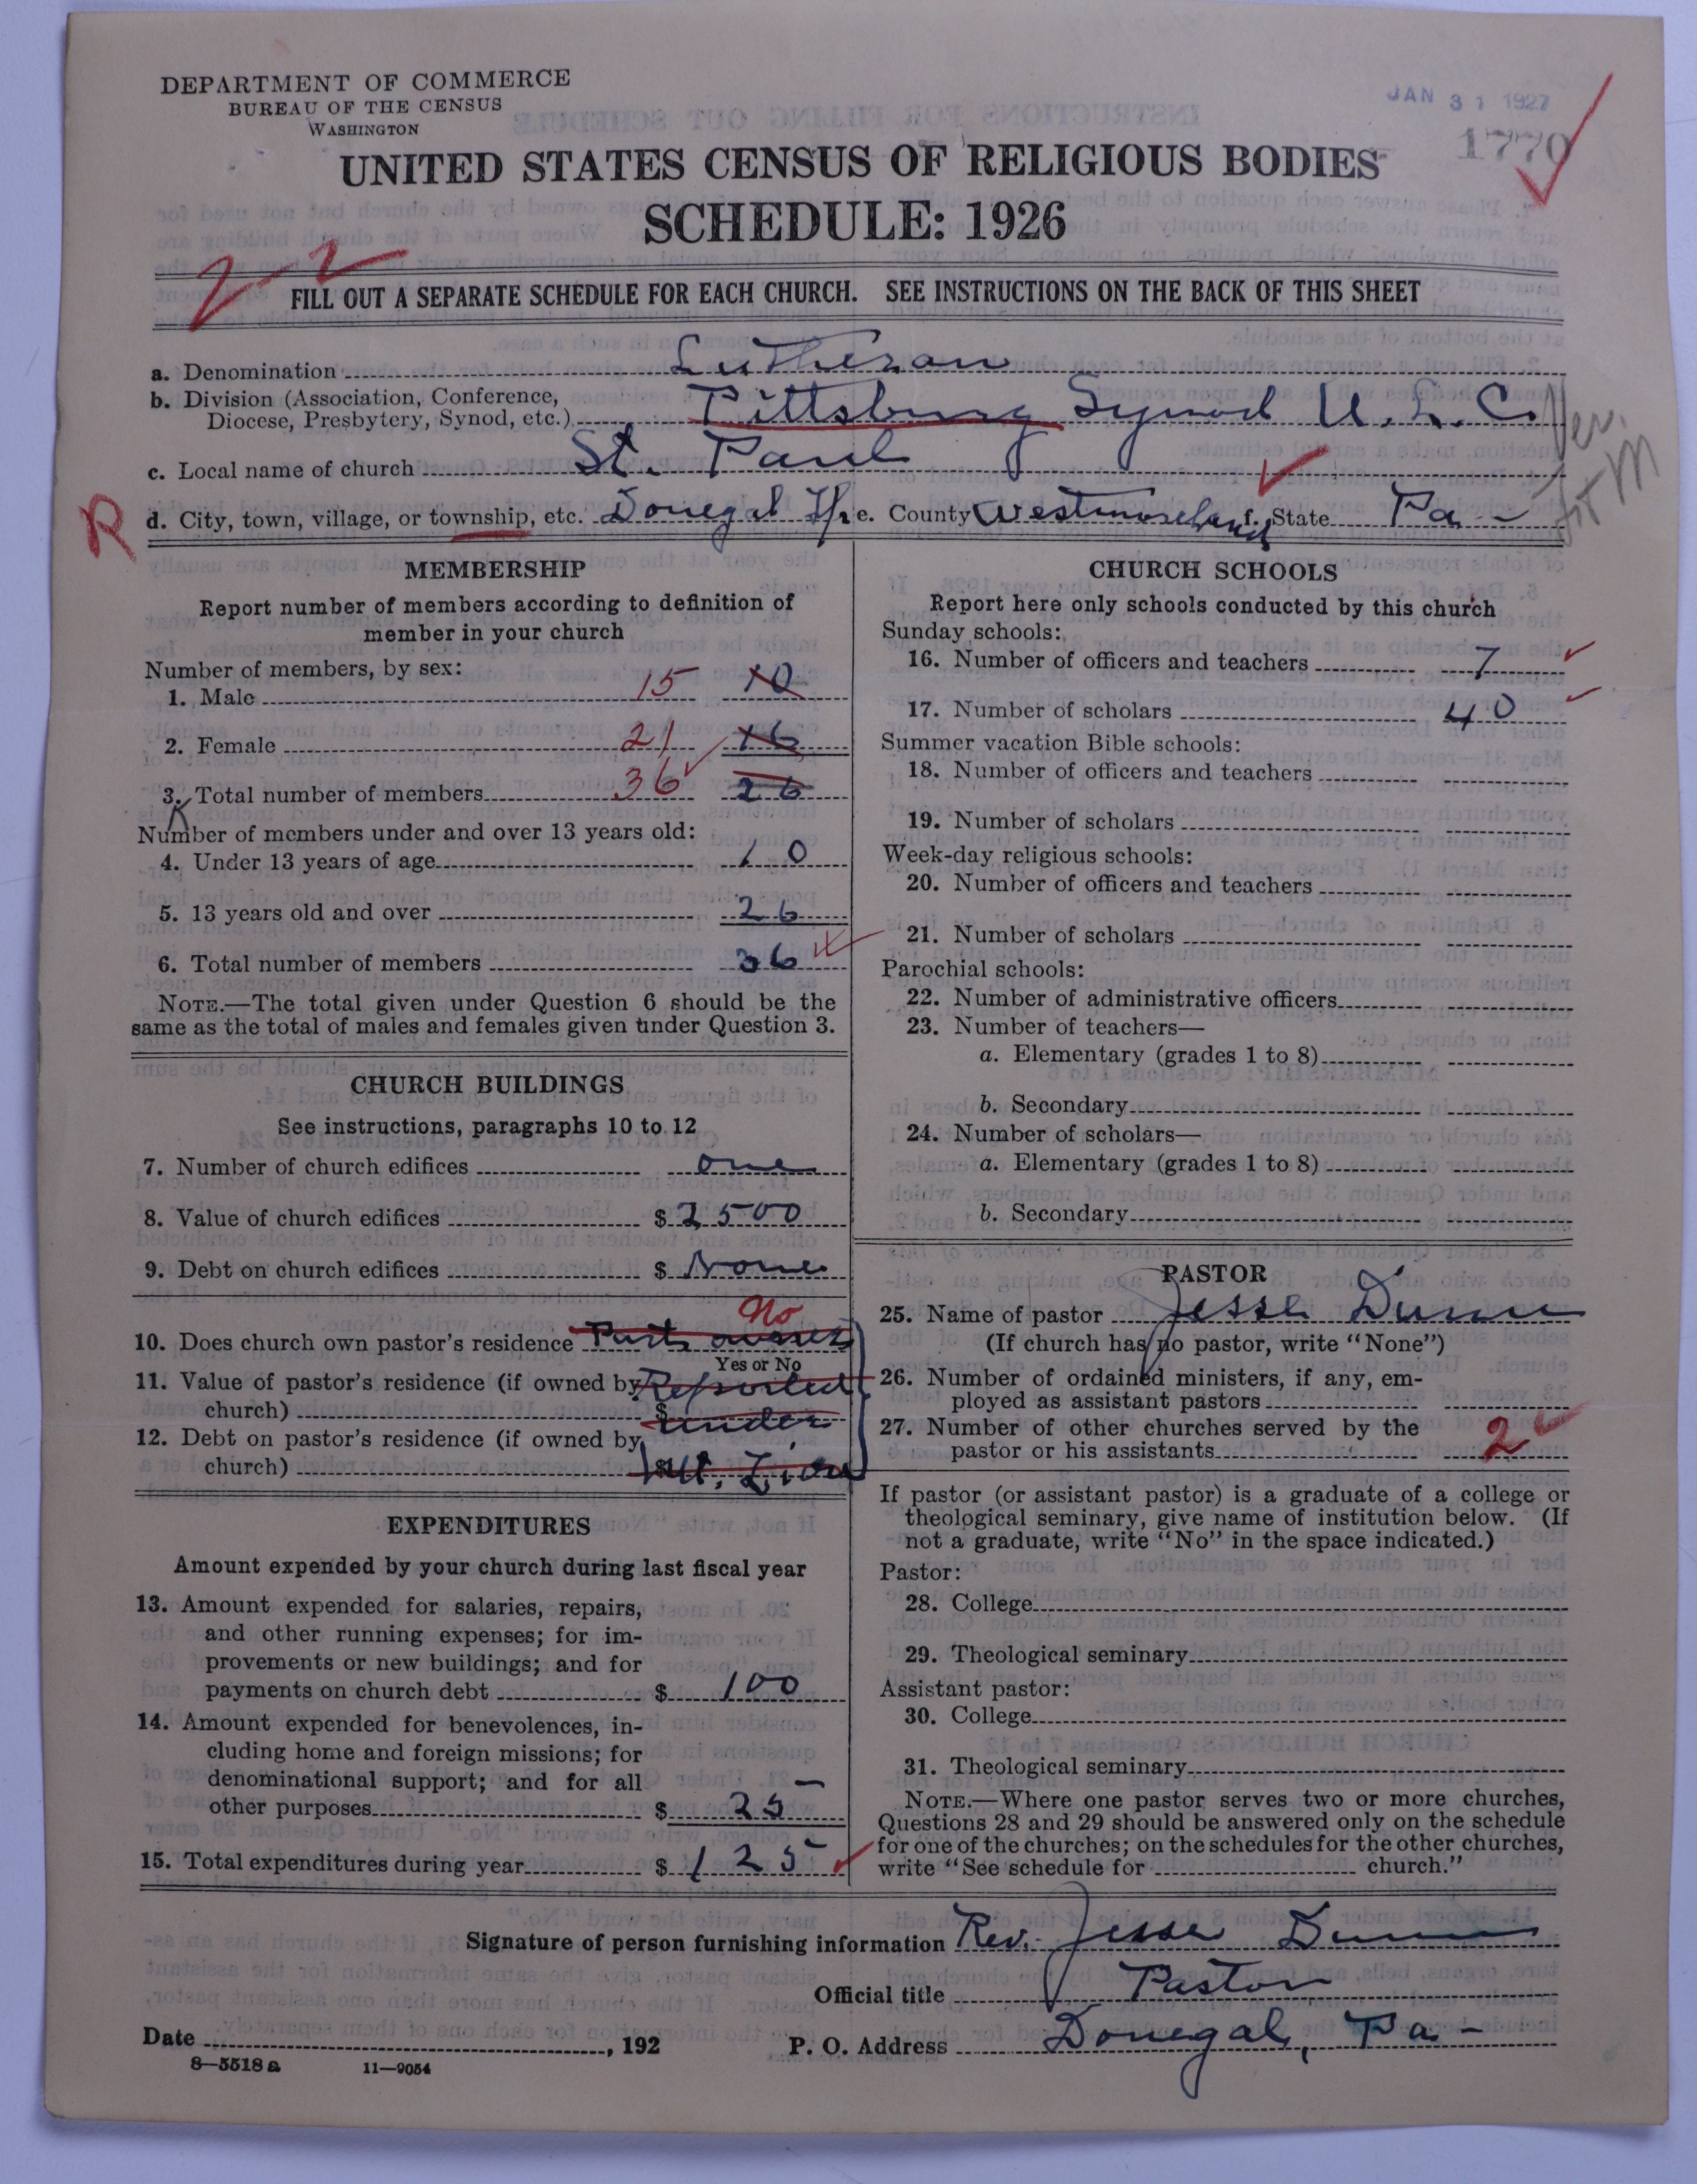 DEPARTMENT OF COMMERCE
BUREAU OF THE CENSUS
WASHINGTON
JAN 31 1927
1770
UNITED STATES CENSUS OF RELIGIOUS BODIES
SCHEDULE: 1926
22
FILL OUT A SEPARATE SCHEDULE FOR EACH CHURCH. SEE INSTRUCTIONS ON THE BACK OF THIS SHEET
a. Denomination Lutheran
b. Division (Association, Conference,
Diocese, Presbytery, Synod, etc.) Pittsburg Synod U. L. C.
Ver.
c. Local name of church St. Paul
R d. City, town, village, or township, etc. Donegal e. County Westmoreland f. State Pa-
MEMBERSHIP
Report number of members according to definition of
member in your church
Number of members, by sex:
1. Male 15 10
2. Female 21 16
3. Total number of members 36 26
Number of members under and over 13 years old:
4. Under 13 years of age 10
5. 13 years old and over 26
6. Total number of members 36
NOTE.—The total given under Question 6 should be the
same as the total of males and females given under Question 3.
CHURCH BUILDINGS
See instructions, paragraphs 10 to 12
7. Number of church edifices one
8. Value of church edifices $ 2500
9. Debt on church edifices $ None
No
10. Does church own pastor's residence Part owner
Yes or No
11. Value of pastor's residence (if owned by Reported
church) $ under
12. Debt on pastor's residence (if owned by
church) $ Mt. Zion
EXPENDITURES
Amount expended by your church during last fiscal year
13. Amount expended for salaries, repairs,
and other running expenses; for im-
provements or new buildings; and for
payments on church debt $ 100
14. Amount expended for benevolences, in-
cluding home and foreign missions; for
denominational support; and for all
other purposes $ 25
15. Total expenditures during year $ 125
CHURCH SCHOOLS
Report here only schools conducted by this church
Sunday schools:
16. Number of officers and teachers 7
17. Number of scholars 40
Summer vacation Bible schools:
18. Number of officers and teachers
19. Number of scholars
Week-day religious schools:
20. Number of officers and teachers
21. Number of scholars
Parochial schools:
22. Number of administrative officers
23. Number of teachers—
a. Elementary (grades 1 to 8)
b. Secondary
24. Number of scholars—
a. Elementary (grades 1 to 8)
b. Secondary
PASTOR
25. Name of pastor Jesse Dunn
(If church has no pastor, write "None")
26. Number of ordained ministers, if any, em-
ployed as assistant pastors
27. Number of other churches served by the
pastor or his assistants 2
If pastor (or assistant pastor) is a graduate of a college or
theological seminary, give name of institution below. (If
not a graduate, write "No" in the space indicated.)
Pastor:
28. College
29. Theological seminary
Assistant pastor:
30. College
31. Theological seminary
NOTE.—Where one pastor serves two or more churches,
Questions 28 and 29 should be answered only on the schedule
for one of the churches; on the schedules for the other churches,
write "See schedule for church."
Signature of person furnishing information Rev. Jesse Dunn
Official title Pastor
Date , 192 P. O. Address Donegal, Pa-
8—5518 a 11—9054